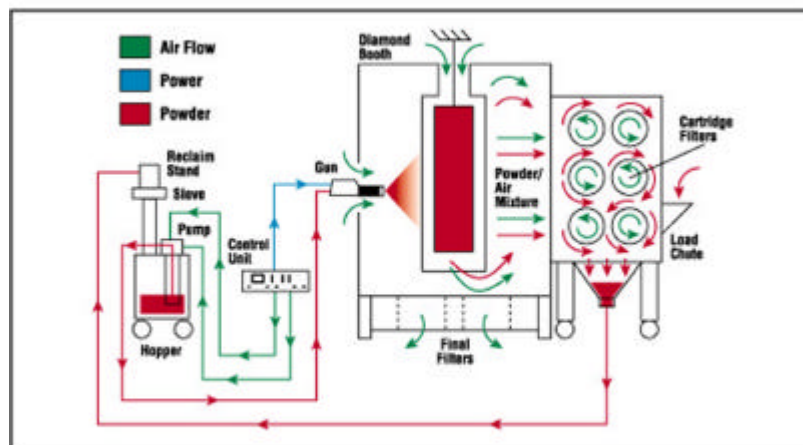 Air Flow
Power
Powder
Diamond
Booth
Reclaim
Stand
Sieve
Pump
Hopper
Control
Unit
Gun
Powder/
Air
Mixture
Cartridge
Filters
Load
Chute
Final
Filters